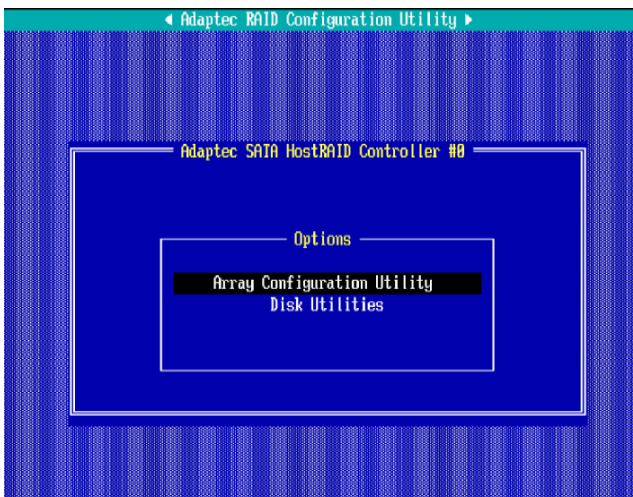 Adaptec RAID Configuration Utility
Adaptec SATA HostRAID Controller #0
Options
Array Configuration Utility
Disk Utilities